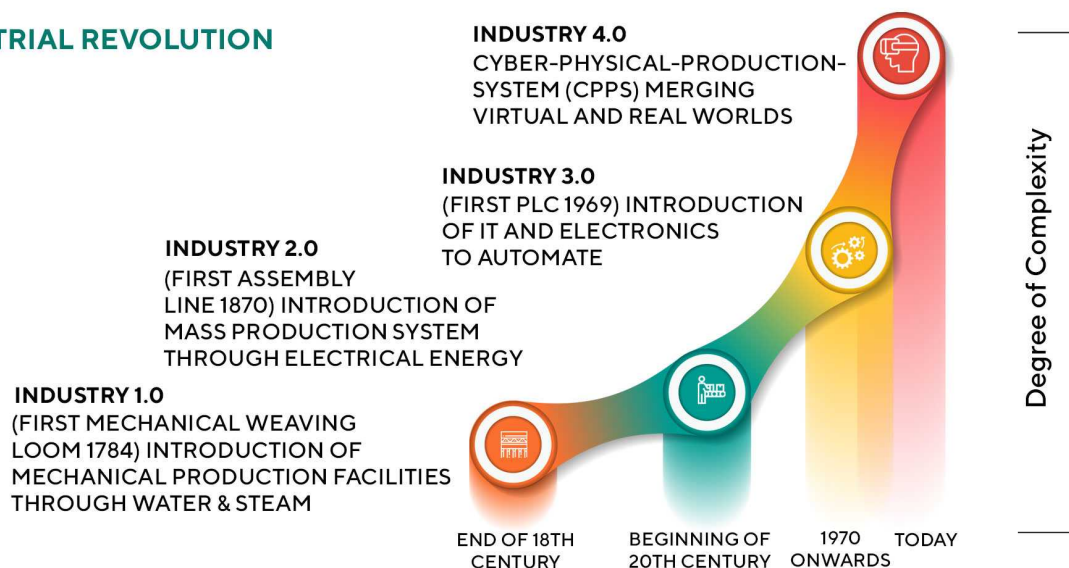 TRIAL REVOLUTION
INDUSTRY 4.0
CYBER-PHYSICAL-PRODUCTION-
SYSTEM (CPPS) MERGING
VIRTUAL AND REAL WORLDS
INDUSTRY 3.0
(FIRST PLC 1969) INTRODUCTION
OF IT AND ELECTRONICS
TO AUTOMATE
INDUSTRY 2.0
(FIRST ASSEMBLY
LINE 1870) INTRODUCTION OF
MASS PRODUCTION SYSTEM
THROUGH ELECTRICAL ENERGY
INDUSTRY 1.0
(FIRST MECHANICAL WEAVING
LOOM 1784) INTRODUCTION OF
MECHANICAL PRODUCTION FACILITIES
THROUGH WATER & STEAM
END OF 18TH
CENTURY
BEGINNING OF
20TH CENTURY
1970
ONWARDS
TODAY
Degree of Complexity